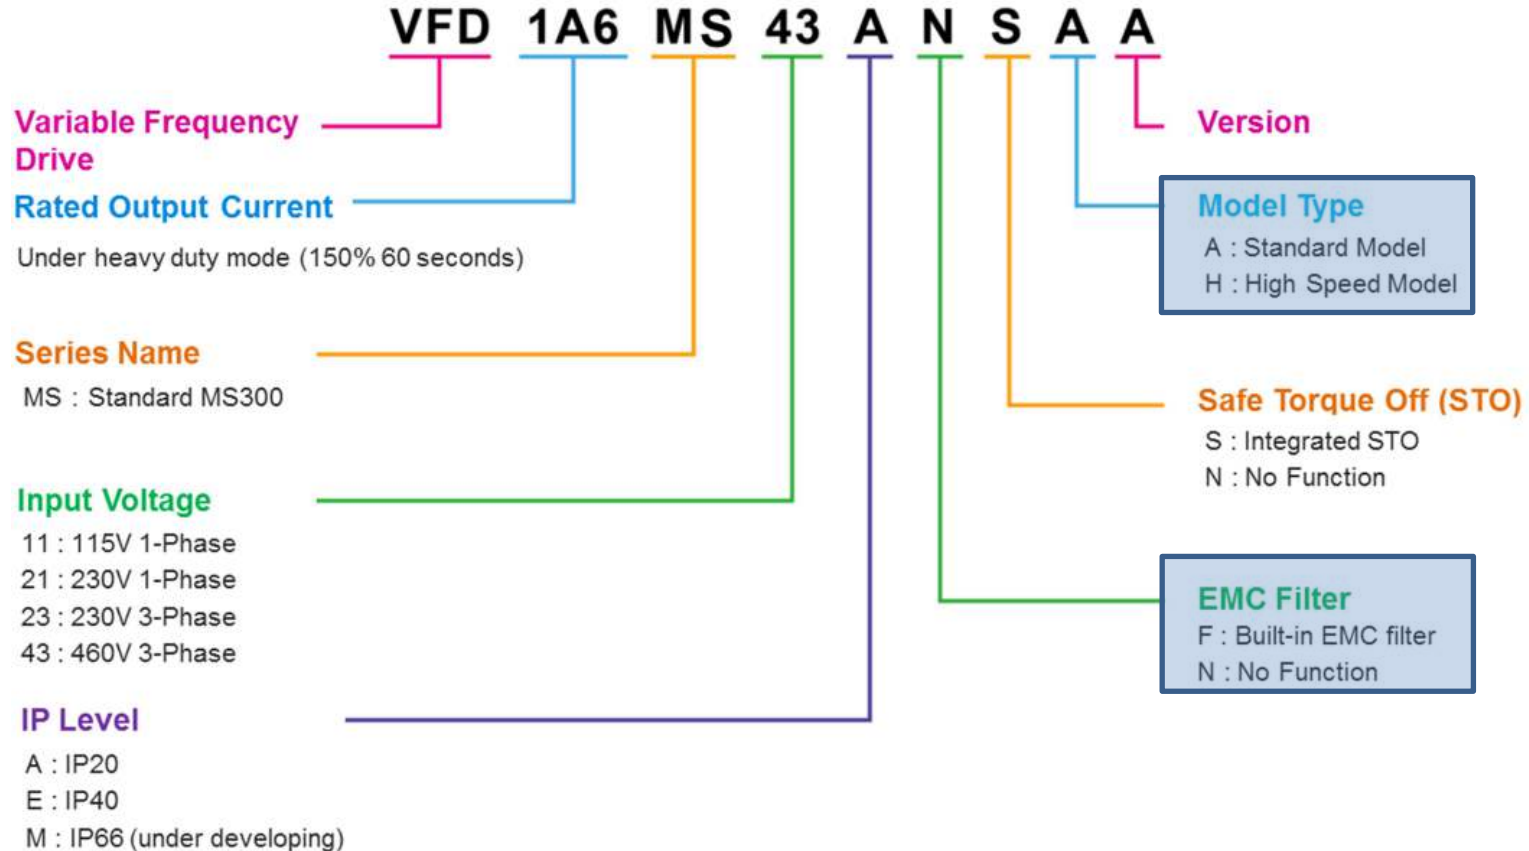 VFD 1A6 MS 43 A N S A A
Variable Frequency
Drive
Rated Output Current
Under heavy duty mode (150% 60 seconds)
Series Name
MS : Standard MS300
Input Voltage
11 : 115V 1-Phase
21 : 230V 1-Phase
23 : 230V 3-Phase
43 : 460V 3-Phase
IP Level
A : IP20
E : IP40
M : IP66 (under developing)
Version
Model Type
A : Standard Model
H : High Speed Model
Safe Torque Off (STO)
S : Integrated STO
N : No Function
EMC Filter
F : Built-in EMC filter
N : No Function